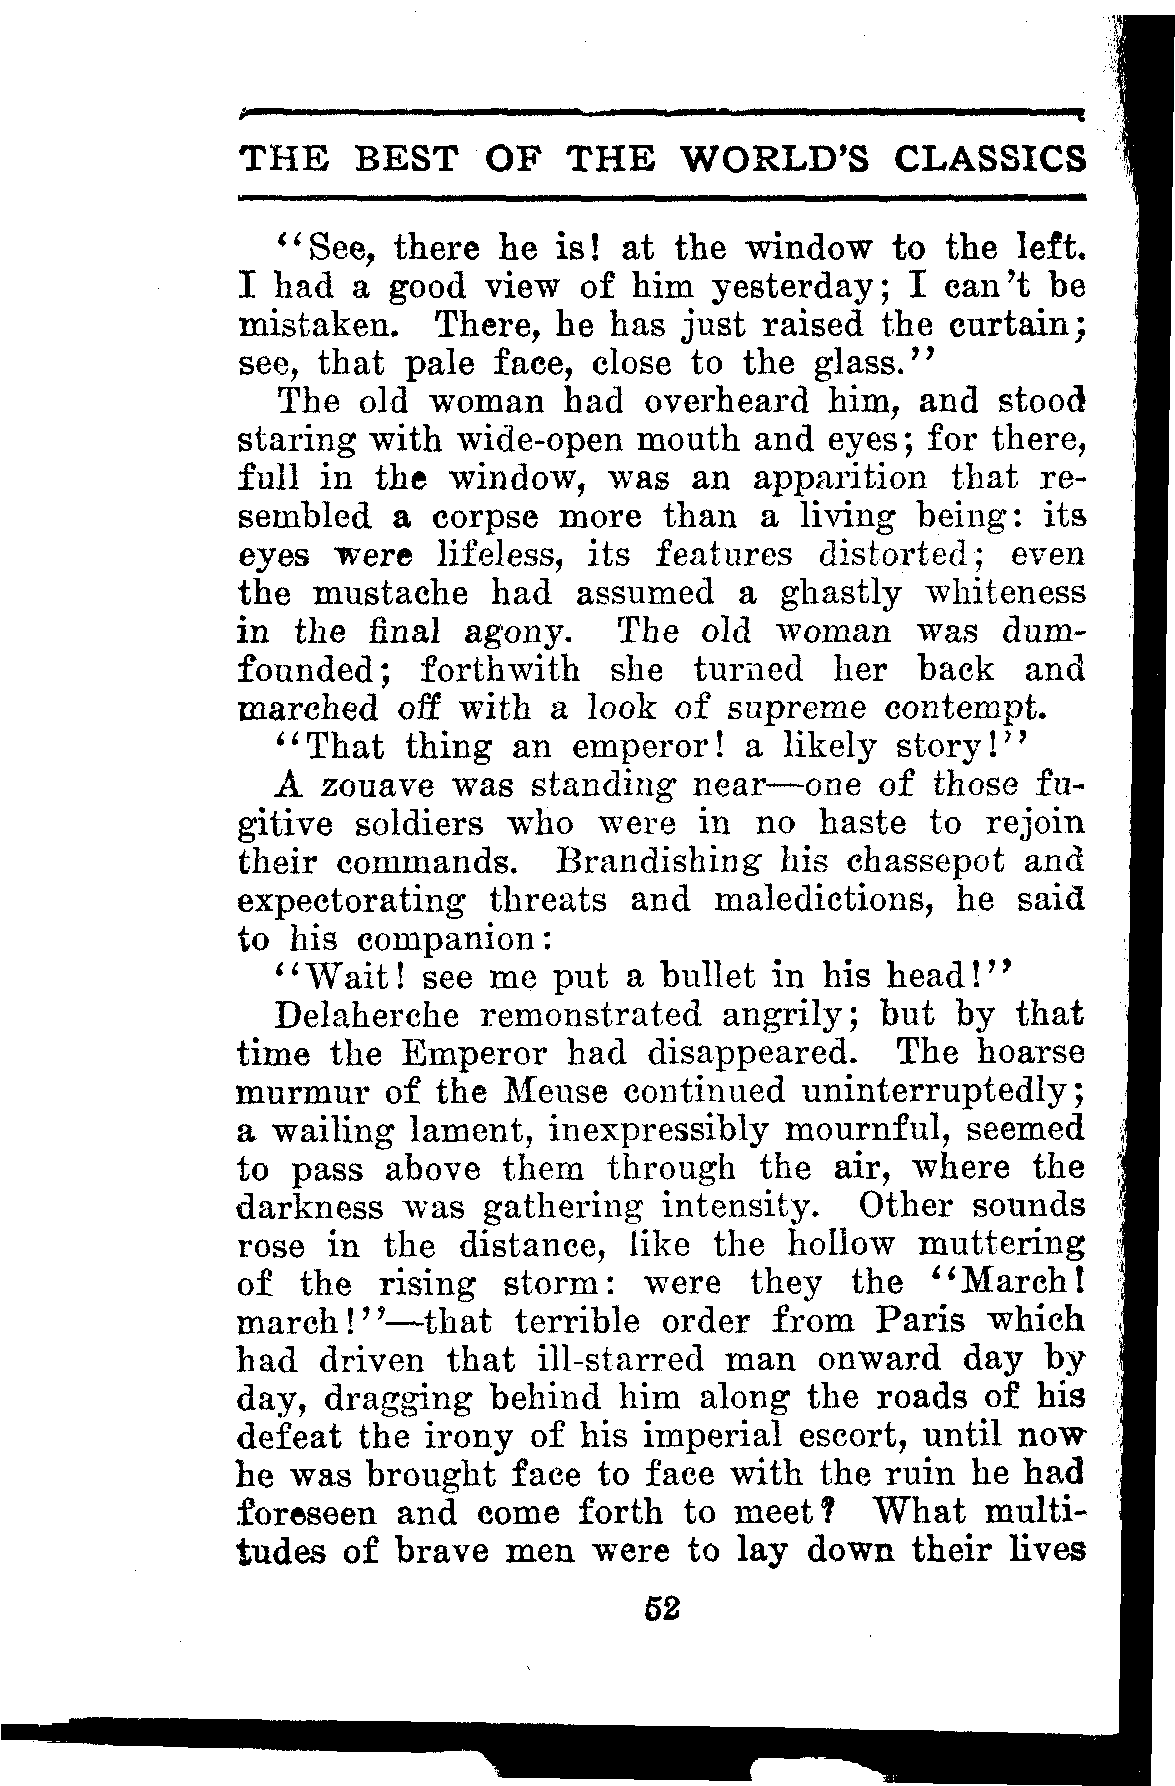 THE BEST OF THE WORLD'S CLASSICS
"See, there he is! at the window to the left.
I had a good view of him yesterday; I can't be
mistaken. There, he has just raised the curtain;
see, that pale face, close to the glass."
The old woman had overheard him, and stood
staring with wide-open mouth and eyes; for there,
full in the window, was an apparition that re-
sembled a corpse more than a living being: its
eyes were lifeless, its features distorted; even
the mustache had assumed a ghastly whiteness
in the final agony. The old woman was dum-
founded; forthwith she turned her back and
marched off with a look of supreme contempt.
"That thing an emperor! a likely story!"
A zouave was standing near—one of those fu-
gitive soldiers who were in no haste to rejoin
their commands. Brandishing his chassepot and
expectorating threats and maledictions, he said
to his companion:
"Wait! see me put a bullet in his head!"
Delaherche remonstrated angrily; but by that
time the Emperor had disappeared. The hoarse
murmur of the Meuse continued uninterruptedly;
a wailing lament, inexpressibly mournful, seemed
to pass above them through the air, where the
darkness was gathering intensity. Other sounds
rose in the distance, like the hollow muttering
of the rising storm: were they the "March!
march!"—that terrible order from Paris which
had driven that ill-starred man onward day by
day, dragging behind him along the roads of his
defeat the irony of his imperial escort, until now
he was brought face to face with the ruin he had
foreseen and come forth to meet? What multi-
tudes of brave men were to lay down their lives
52